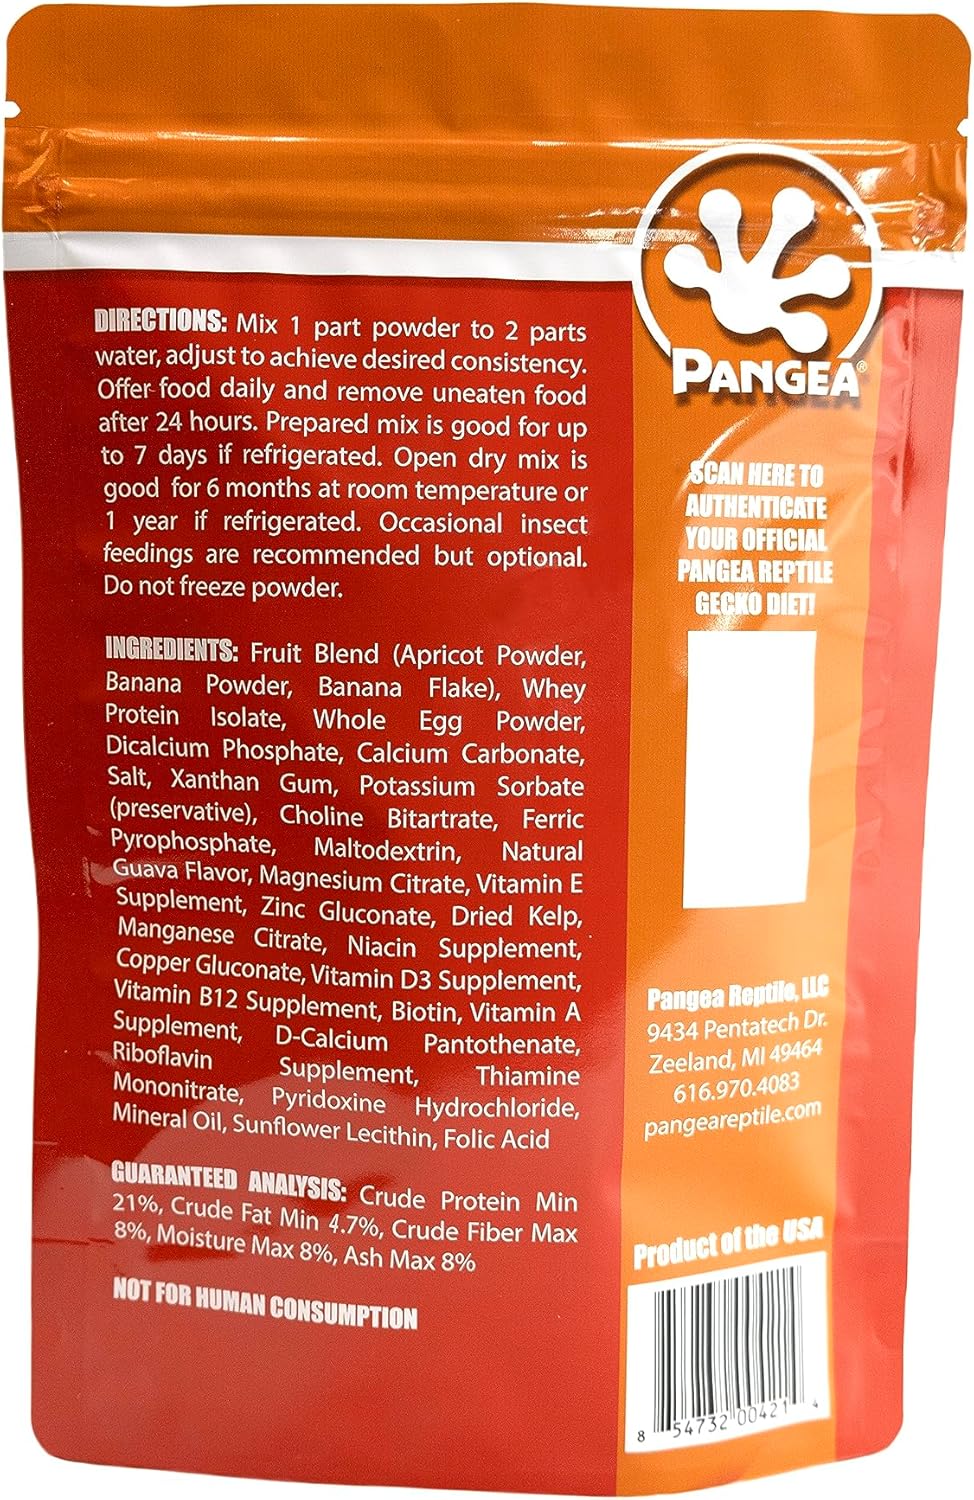 PANGEA®
DIRECTIONS: Mix 1 part powder to 2 parts
water, adjust to achieve desired consistency.
Offer food daily and remove uneaten food
after 24 hours. Prepared mix is good for up
to 7 days if refrigerated. Open dry mix is
good for 6 months at room temperature or
1 year if refrigerated. Occasional insect
feedings are recommended but optional.
Do not freeze powder.
INGREDIENTS: Fruit Blend (Apricot Powder,
Banana Powder, Banana Flake), Whey
Protein Isolate, Whole Egg Powder,
Dicalcium Phosphate, Calcium Carbonate,
Salt, Xanthan Gum, Potassium Sorbate
(preservative), Choline Bitartrate, Ferric
Pyrophosphate, Maltodextrin, Natural
Guava Flavor, Magnesium Citrate, Vitamin E
Supplement, Zinc Gluconate, Dried Kelp,
Manganese Citrate, Niacin Supplement,
Copper Gluconate, Vitamin D3 Supplement,
Vitamin B12 Supplement, Biotin, Vitamin A
Supplement, D-Calcium Pantothenate,
Riboflavin Supplement, Thiamine
Mononitrate, Pyridoxine Hydrochloride,
Mineral Oil, Sunflower Lecithin, Folic Acid
GUARANTEED ANALYSIS: Crude Protein Min
21%, Crude Fat Min 4.7%, Crude Fiber Max
8%, Moisture Max 8%, Ash Max 8%
NOT FOR HUMAN CONSUMPTION
SCAN HERE TO
AUTHENTICATE
YOUR OFFICIAL
PANGEA REPTILE
GECKO DIET!
Pangea Reptile, LLC
9434 Pentatech Dr.
Zeeland, MI 49464
616.970.4083
pangeareptile.com
Product of the USA
8 54732 00421 4